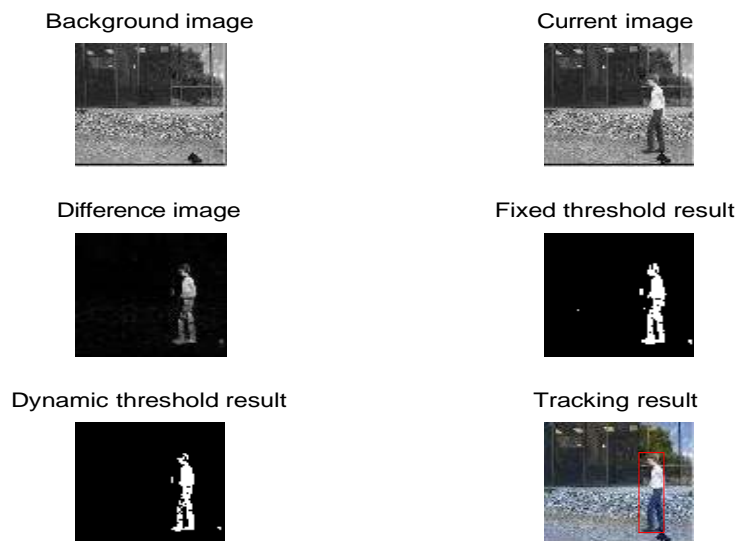 Background image
Current image
Difference image
Fixed threshold result
Dynamic threshold result
Tracking result